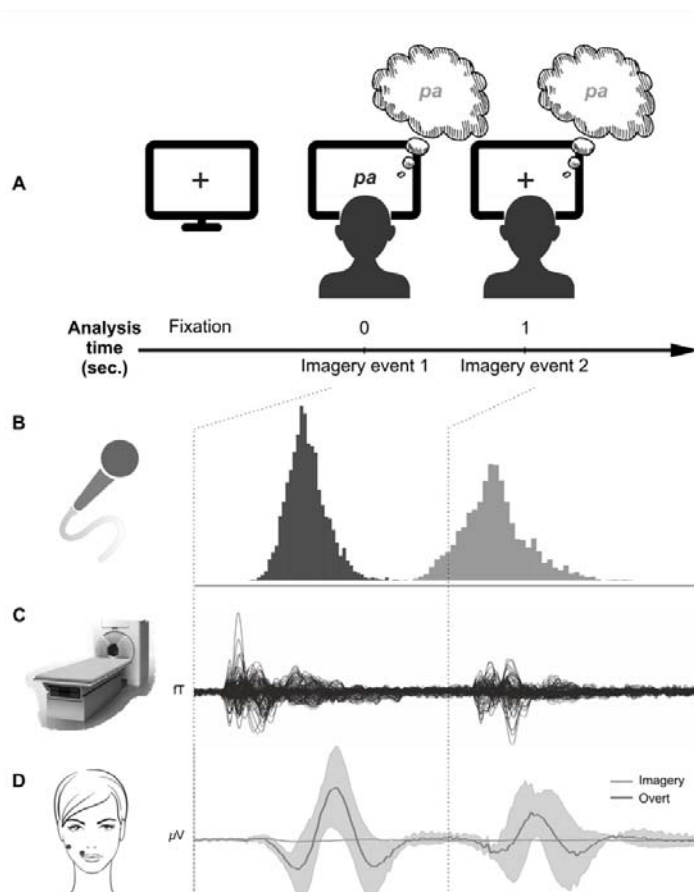 pa
pa
A
+
pa
+
Analysis
time
(sec.)
Fixation
0
1
Imagery event 1
Imagery event 2
B
C
fT
D
μV
Imagery
Overt